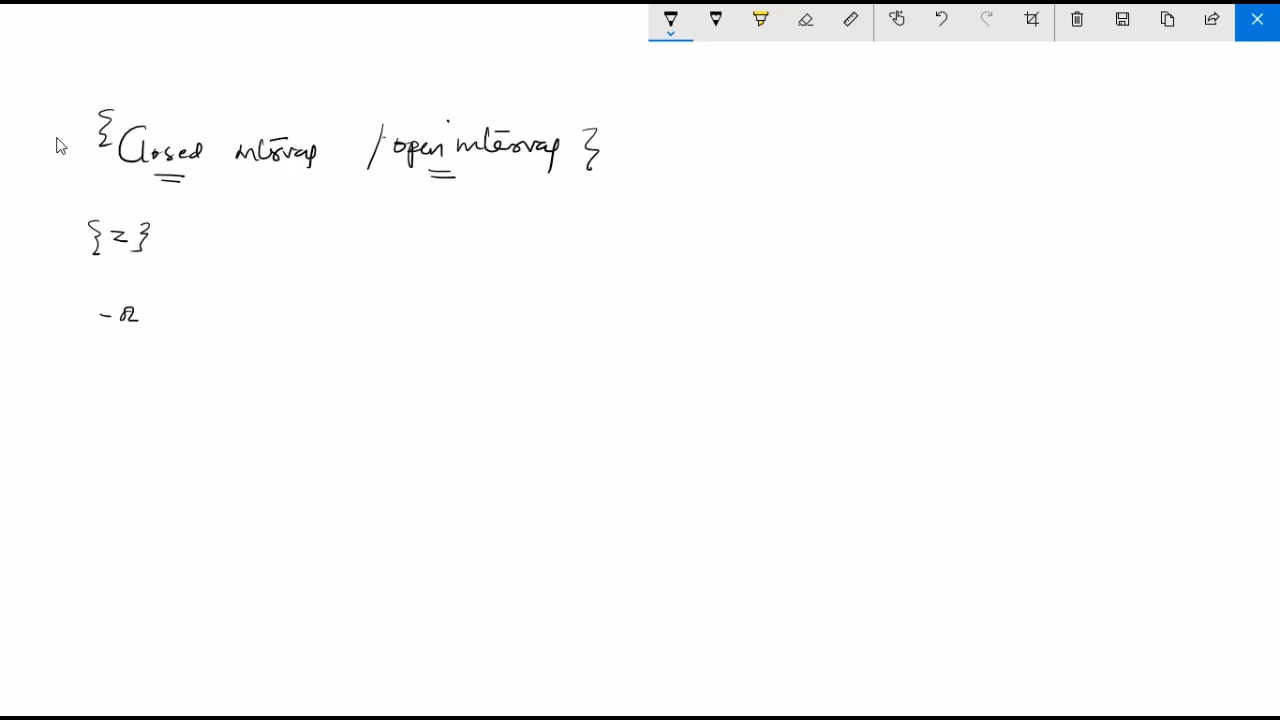 {Closed interval / open interval}
{z}